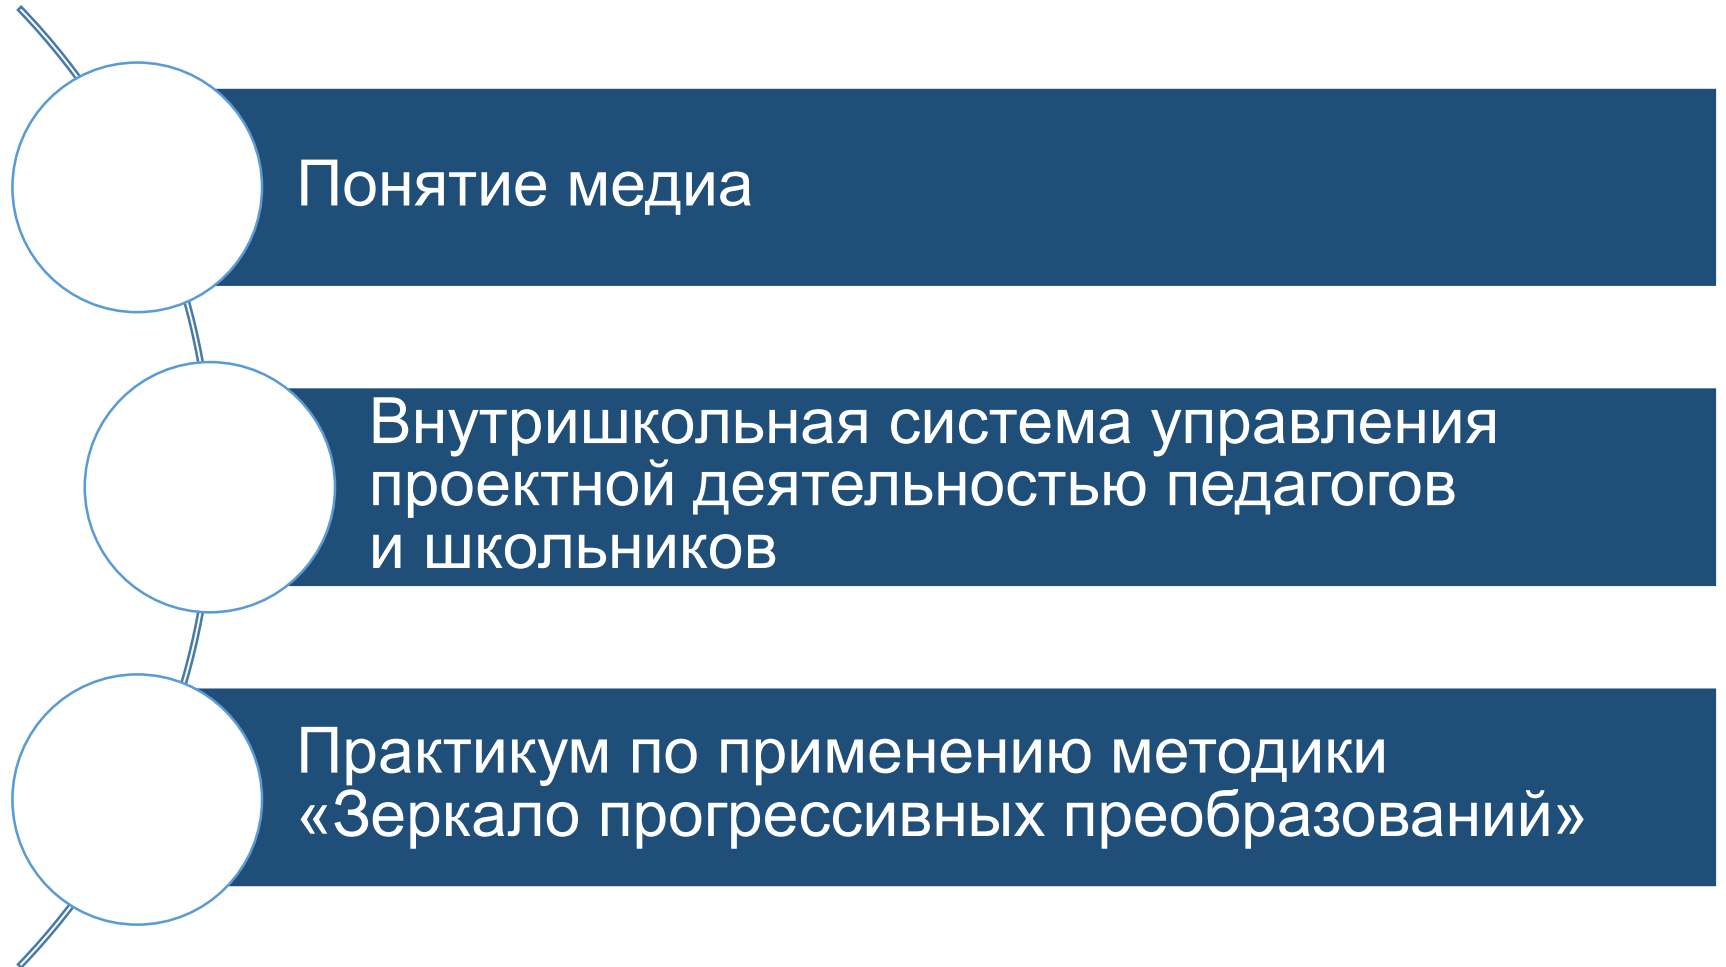 Понятие медиа
Внутришкольная система управления
проектной деятельностью педагогов
и школьников
Практикум по применению методики
«Зеркало прогрессивных преобразований»